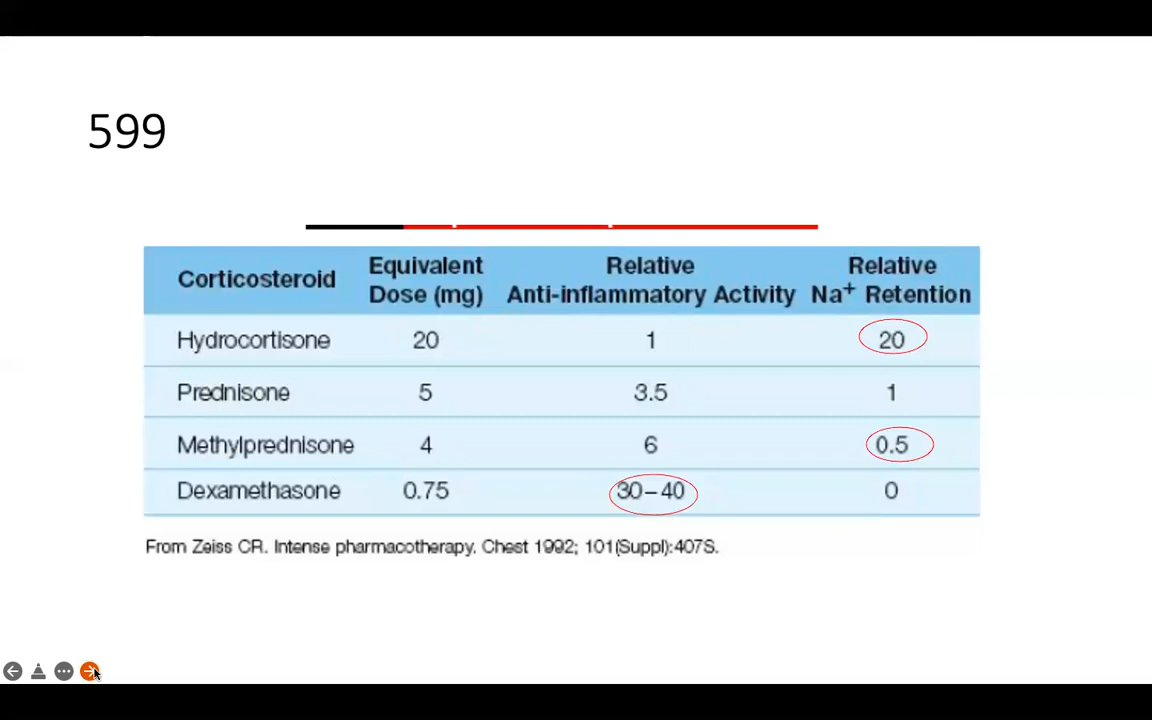 599
Corticosteroid Equivalent Dose (mg) Relative Anti-inflammatory Activity Relative Na+ Retention
Hydrocortisone 20 1 20
Prednisone 5 3.5 1
Methylprednisone 4 6 0.5
Dexamethasone 0.75 30–40 0
From Zeiss CR. Intense pharmacotherapy. Chest 1992; 101(Suppl):407S.